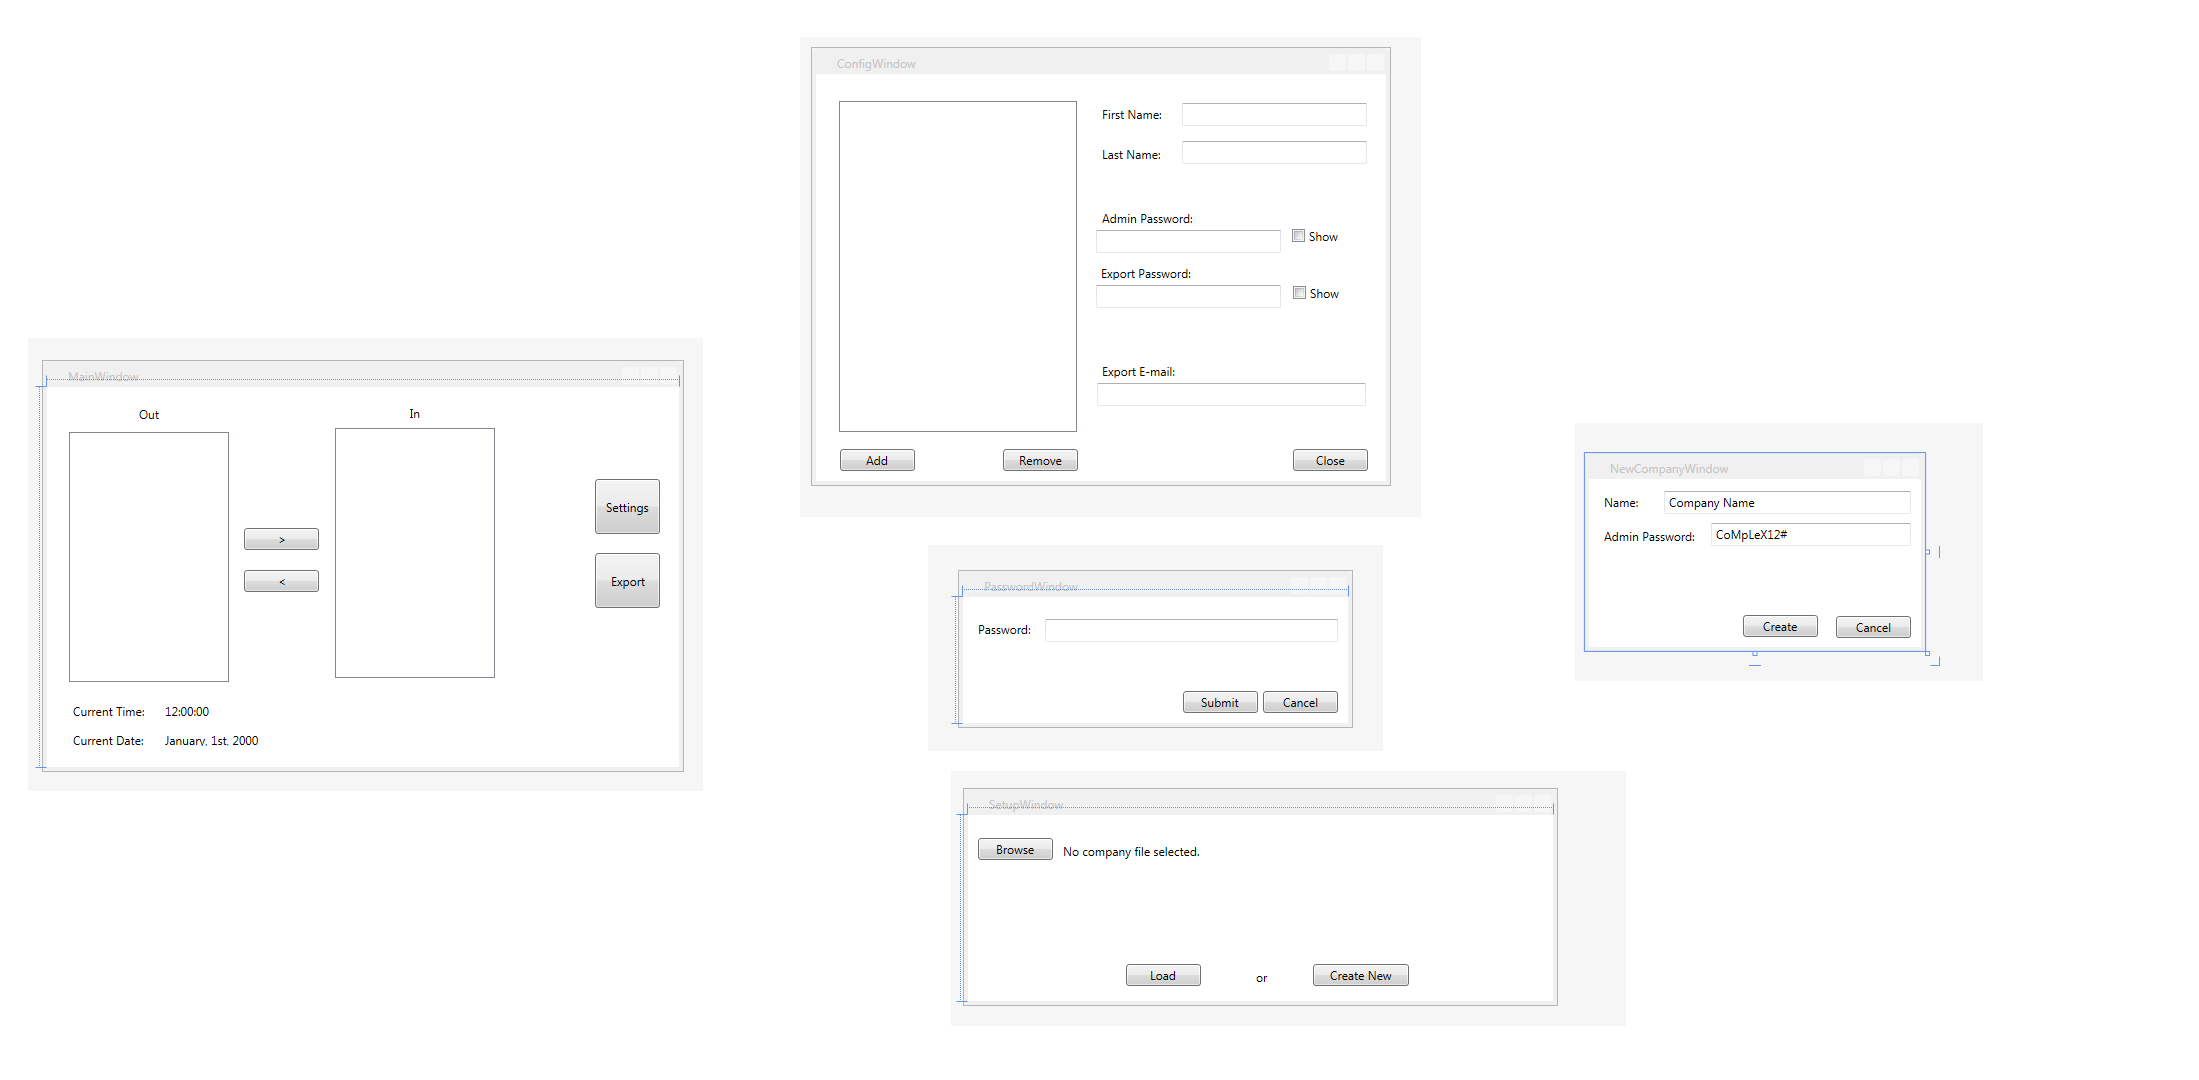 MainWindow
Out
In
>
<
Settings
Export
Current Time: 12:00:00
Current Date: January, 1st, 2000
ConfigWindow
First Name:
Last Name:
Admin Password:
Show
Export Password:
Show
Export E-mail:
Add
Remove
Close
PasswordWindow
Password:
Submit
Cancel
SetupWindow
Browse
No company file selected.
Load
or
Create New
NewCompanyWindow
Name: Company Name
Admin Password: CoMpLeX12#
Create
Cancel